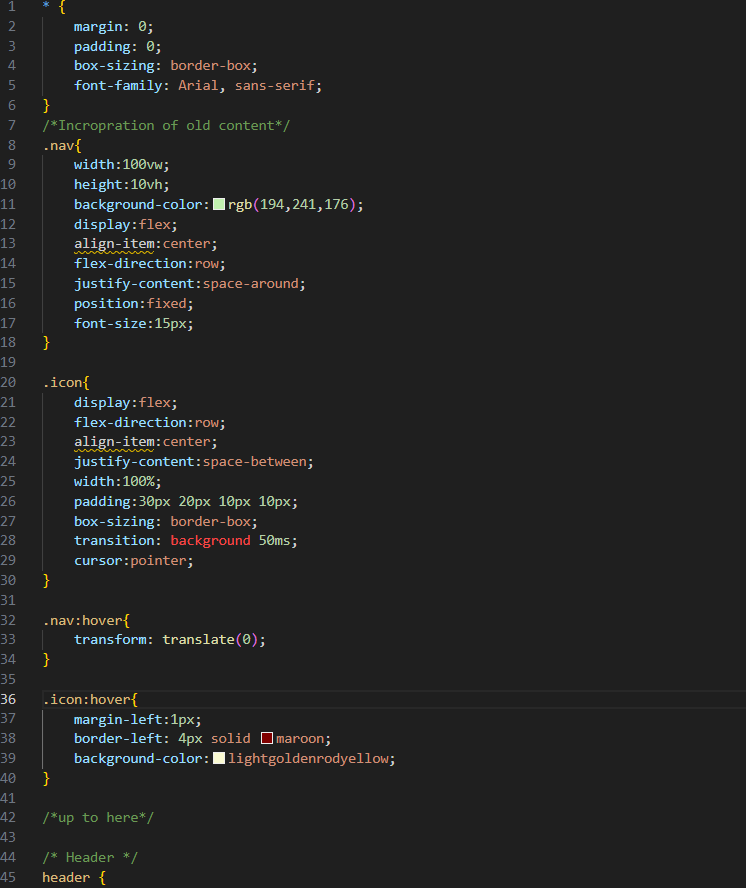 1 * {
2     margin: 0;
3     padding: 0;
4     box-sizing: border-box;
5     font-family: Arial, sans-serif;
6 }
7 /*Incropration of old content*/
8 .nav{
9     width:100vw;
10     height:10vh;
11     background-color:rgb(194,241,176);
12     display:flex;
13     align-item:center;
14     flex-direction:row;
15     justify-content:space-around;
16     position:fixed;
17     font-size:15px;
18 }
19
20 .icon{
21     display:flex;
22     flex-direction:row;
23     align-item:center;
24     justify-content:space-between;
25     width:100%;
26     padding:30px 20px 10px 10px;
27     box-sizing: border-box;
28     transition: background 50ms;
29     cursor:pointer;
30 }
31
32 .nav:hover{
33     transform: translate(0);
34 }
35
36 .icon:hover{
37     margin-left:1px;
38     border-left: 4px solid maroon;
39     background-color:lightgoldenrodyellow;
40 }
41
42 /*up to here*/
43
44 /* Header */
45 header {